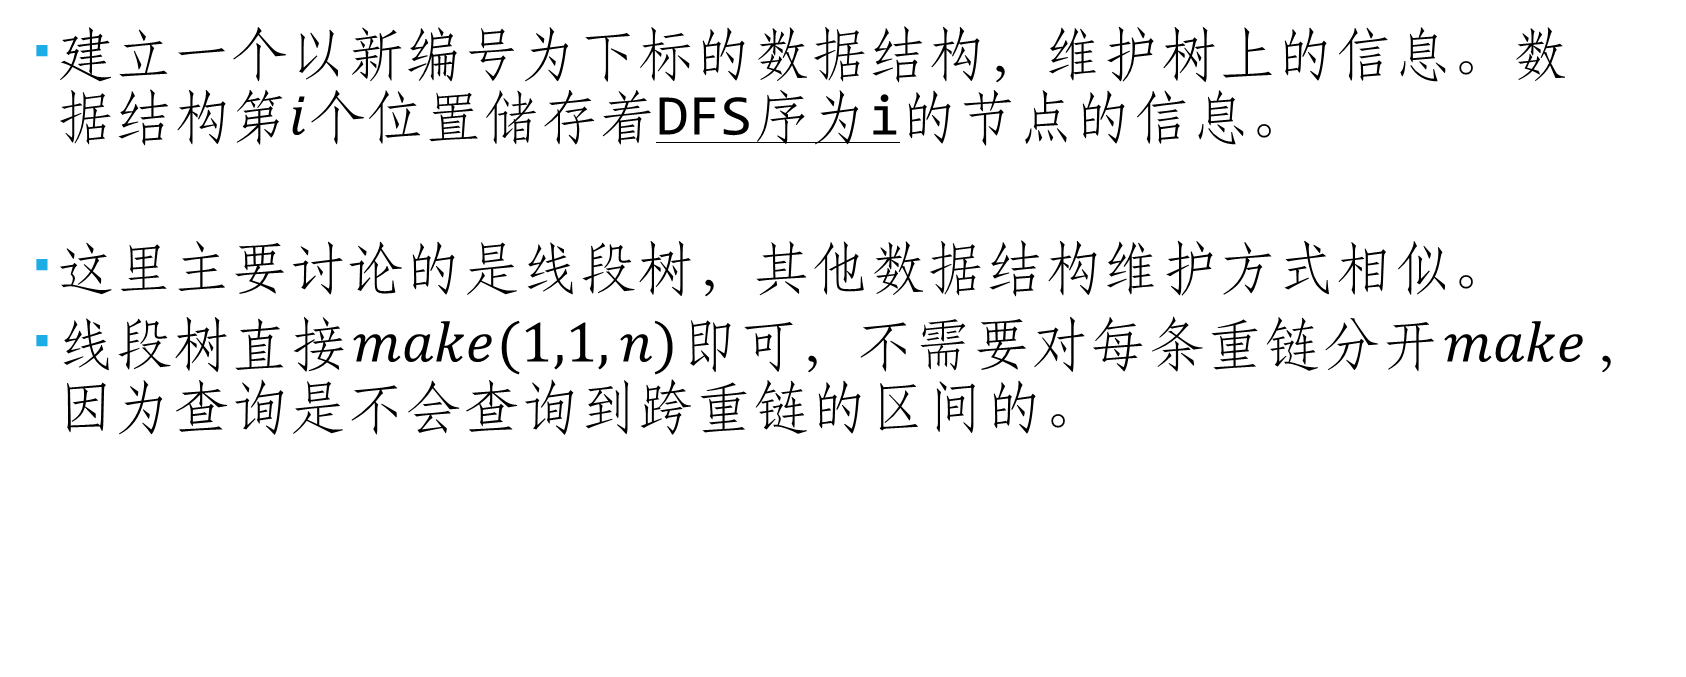 建立一个以新编号为下标的数据结构，维护树上的信息。数
据结构第i个位置储存着DFS序为i的节点的信息。
这里主要讨论的是线段树，其他数据结构维护方式相似。
线段树直接make(1,1,n)即可，不需要对每条重链分开make，
因为查询是不会查询到跨重链的区间的。